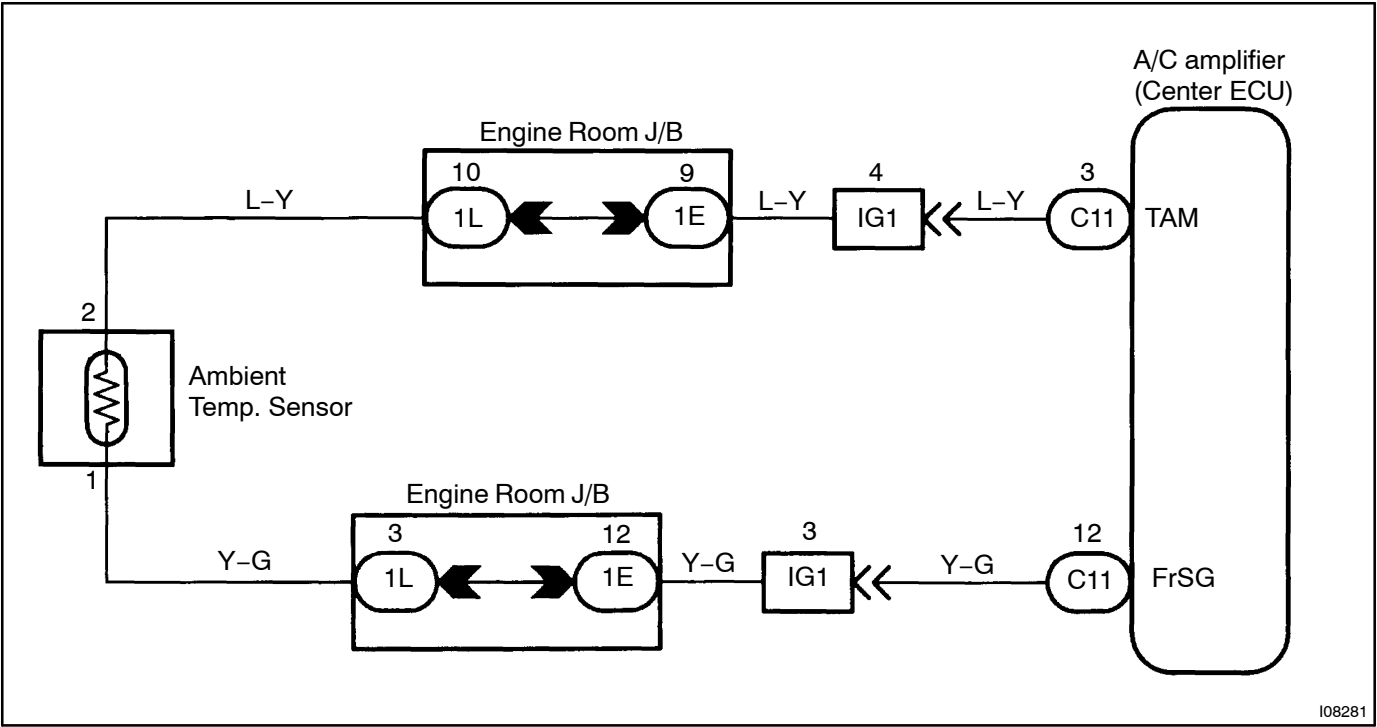 A/C amplifier
(Center ECU)
Engine Room J/B
10
9
4
3
L–Y
1L
1E
L–Y
IG1
L–Y
C11
TAM
2
Ambient
Temp. Sensor
1
Engine Room J/B
3
12
3
12
Y–G
1L
1E
Y–G
IG1
Y–G
C11
FrSG
I08281